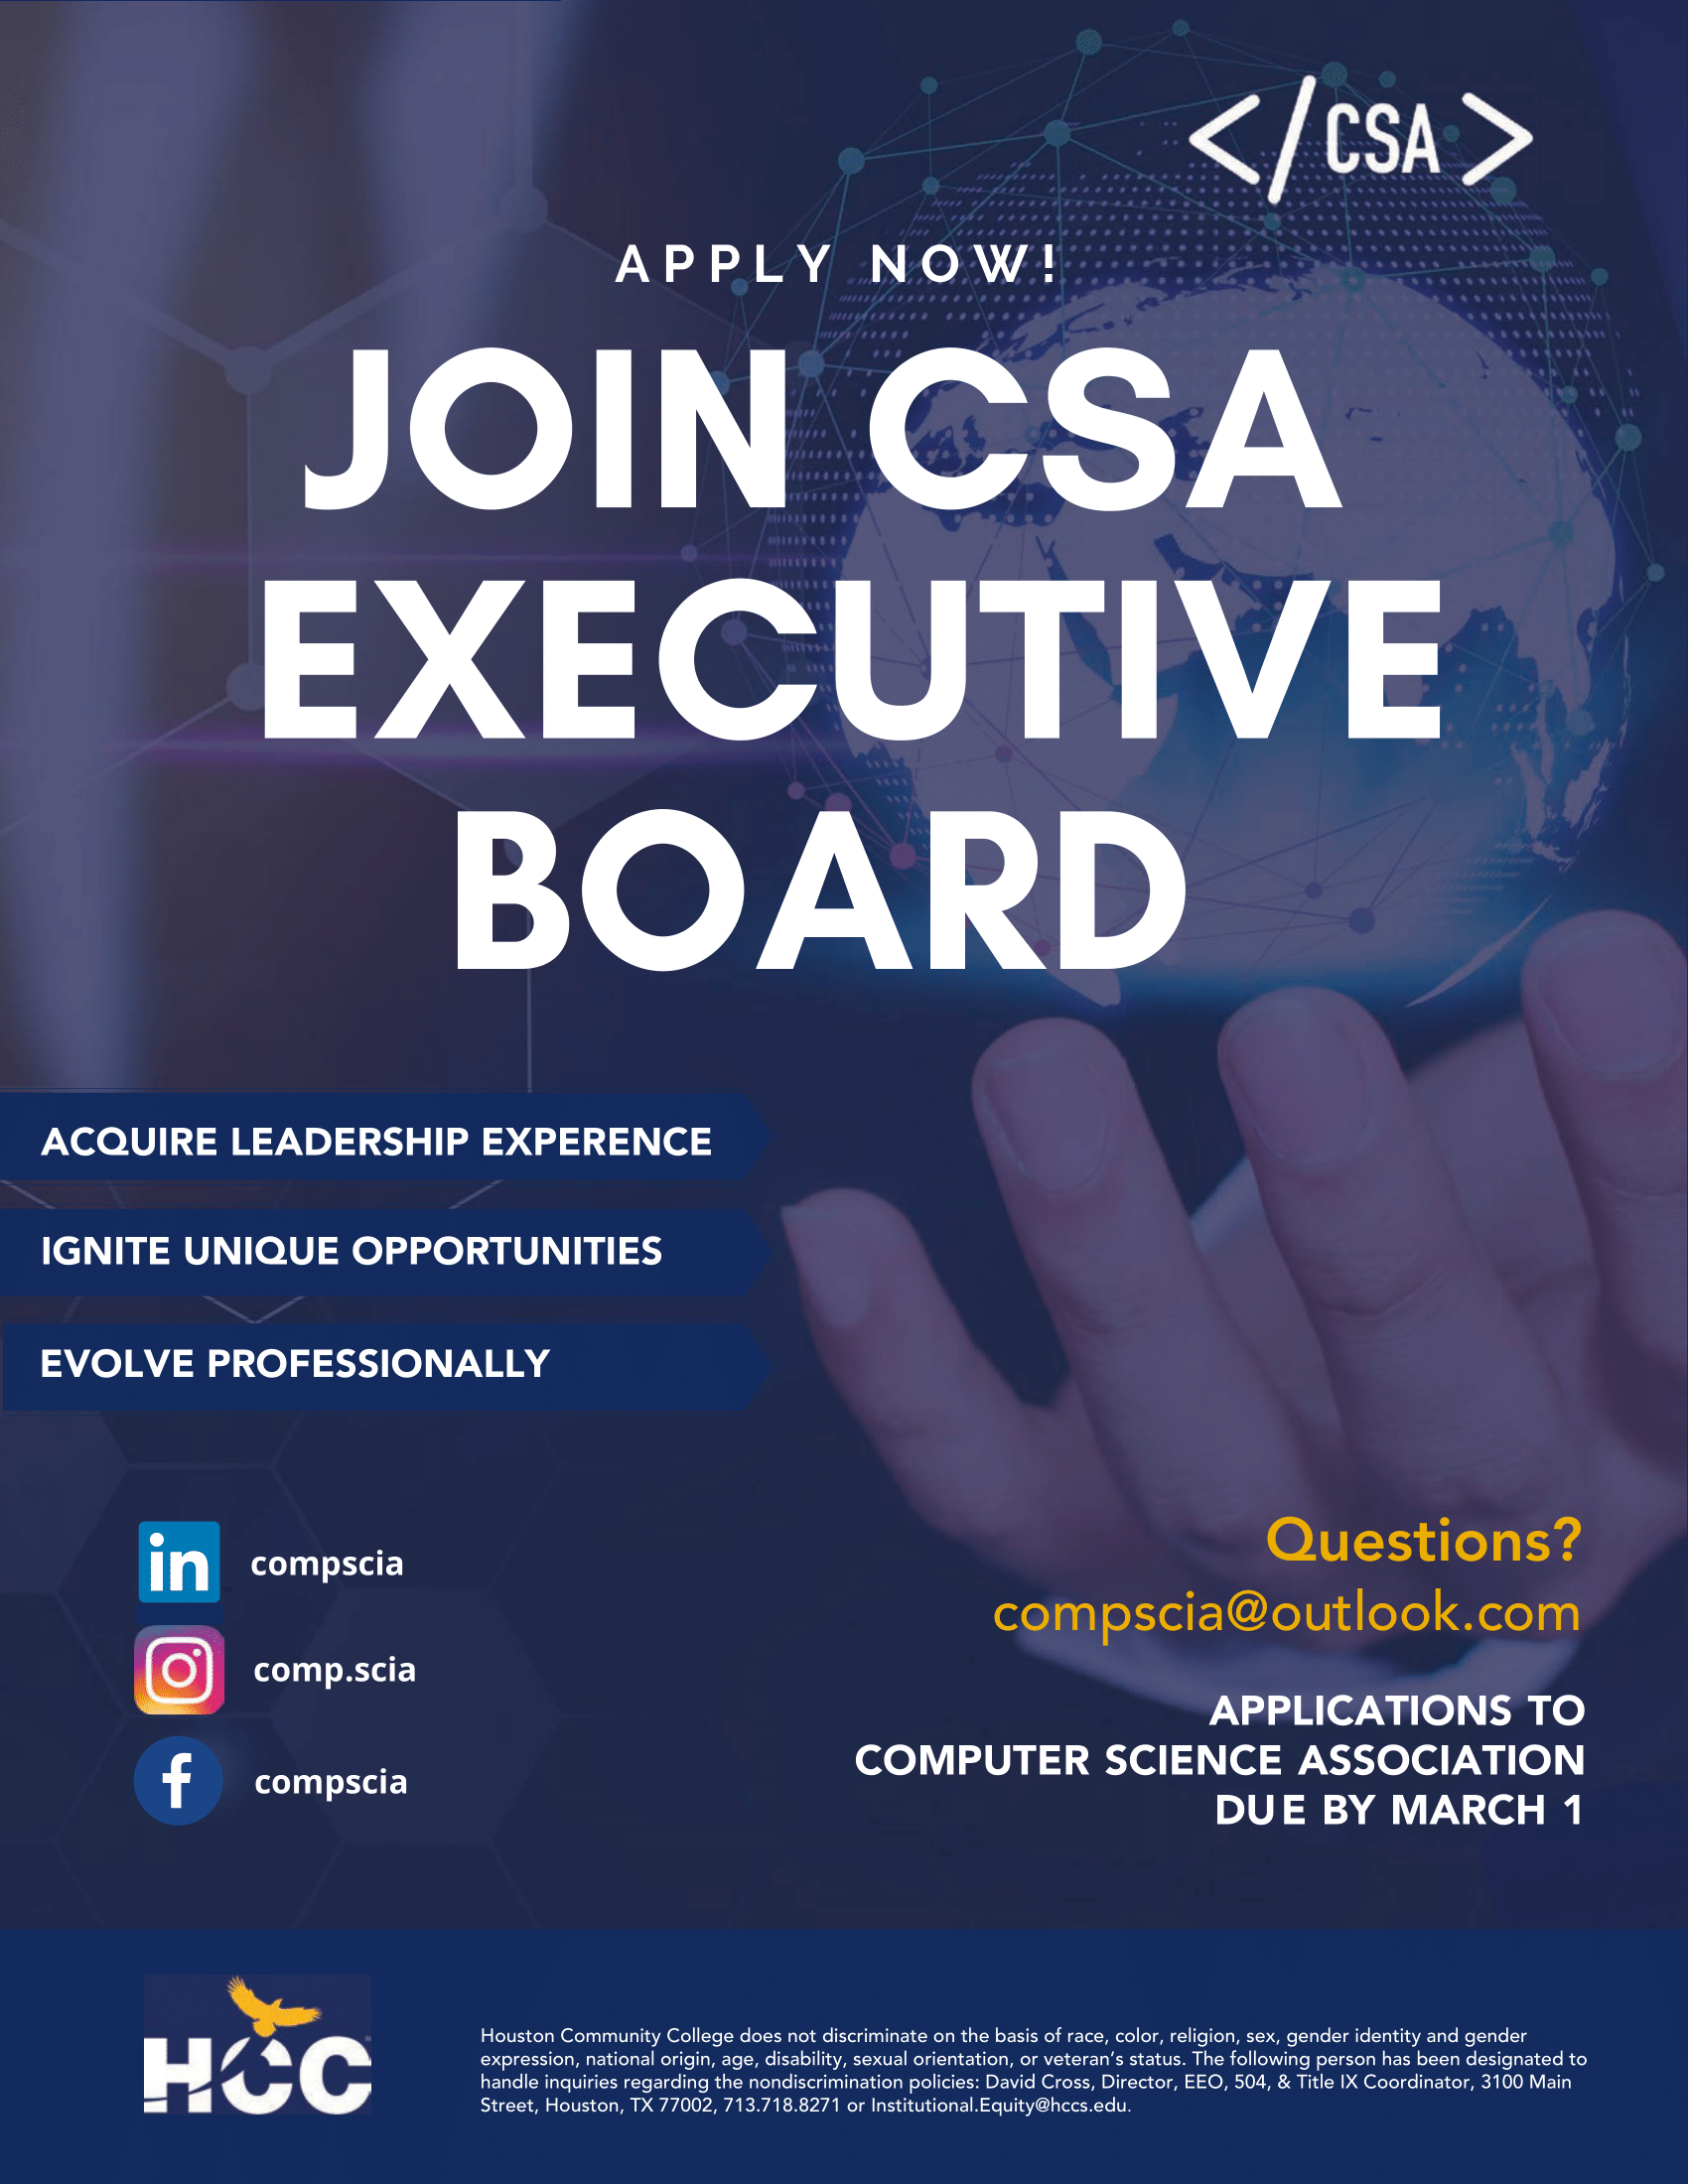 </CSA>
APPLY NOW!
JOIN CSA
EXECUTIVE
BOARD
ACQUIRE LEADERSHIP EXPERENCE
IGNITE UNIQUE OPPORTUNITIES
EVOLVE PROFESSIONALLY
in compscia
comp.scia
f compscia
Questions?
compscia@outlook.com
APPLICATIONS TO
COMPUTER SCIENCE ASSOCIATION
DUE BY MARCH 1
HCC
Houston Community College does not discriminate on the basis of race, color, religion, sex, gender identity and gender
expression, national origin, age, disability, sexual orientation, or veteran's status. The following person has been designated to
handle inquiries regarding the nondiscrimination policies: David Cross, Director, EEO, 504, & Title IX Coordinator, 3100 Main
Street, Houston, TX 77002, 713.718.8271 or Institutional.Equity@hccs.edu.